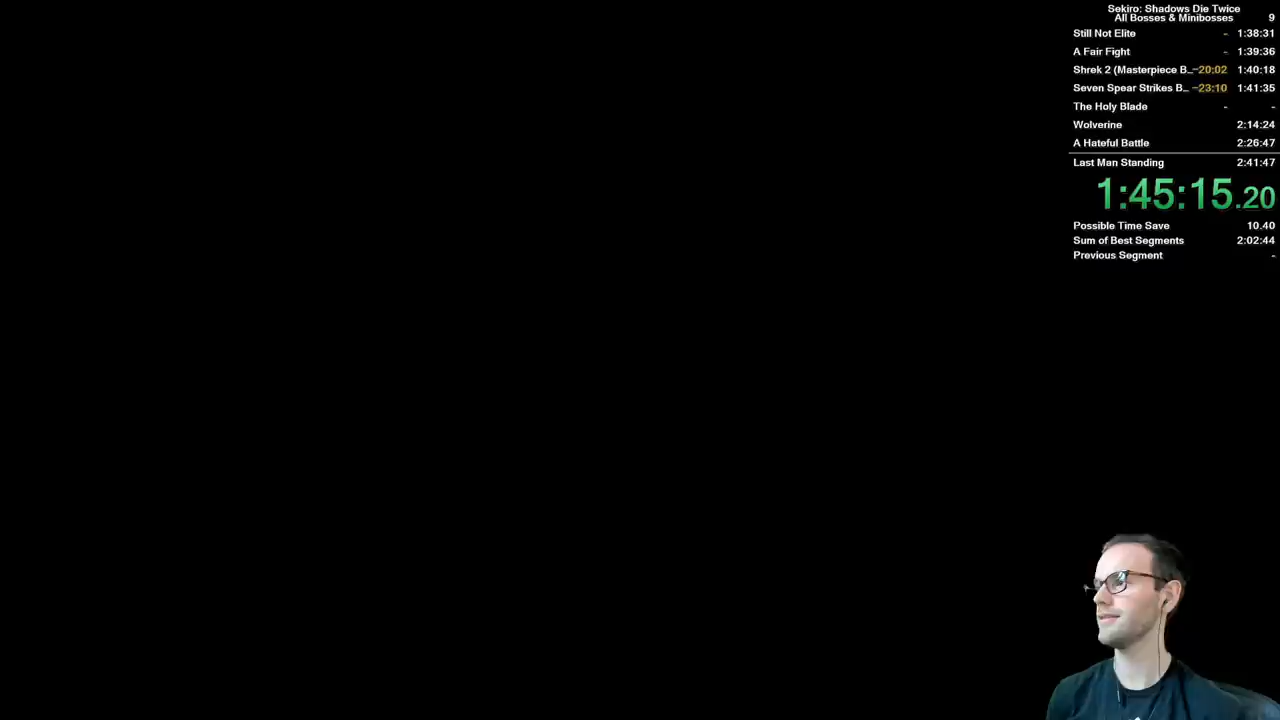 Sekiro: Shadows Die Twice
All Bosses & Minibosses 9
Still Not Elite - 1:38:31
A Fair Fight - 1:39:36
Shrek 2 (Masterpiece B... −20:02 1:40:18
Seven Spear Strikes B... −23:10 1:41:35
The Holy Blade - -
Wolverine 2:14:24
A Hateful Battle 2:26:47
Last Man Standing 2:41:47
1:45:15.20
Possible Time Save 10.40
Sum of Best Segments 2:02:44
Previous Segment -